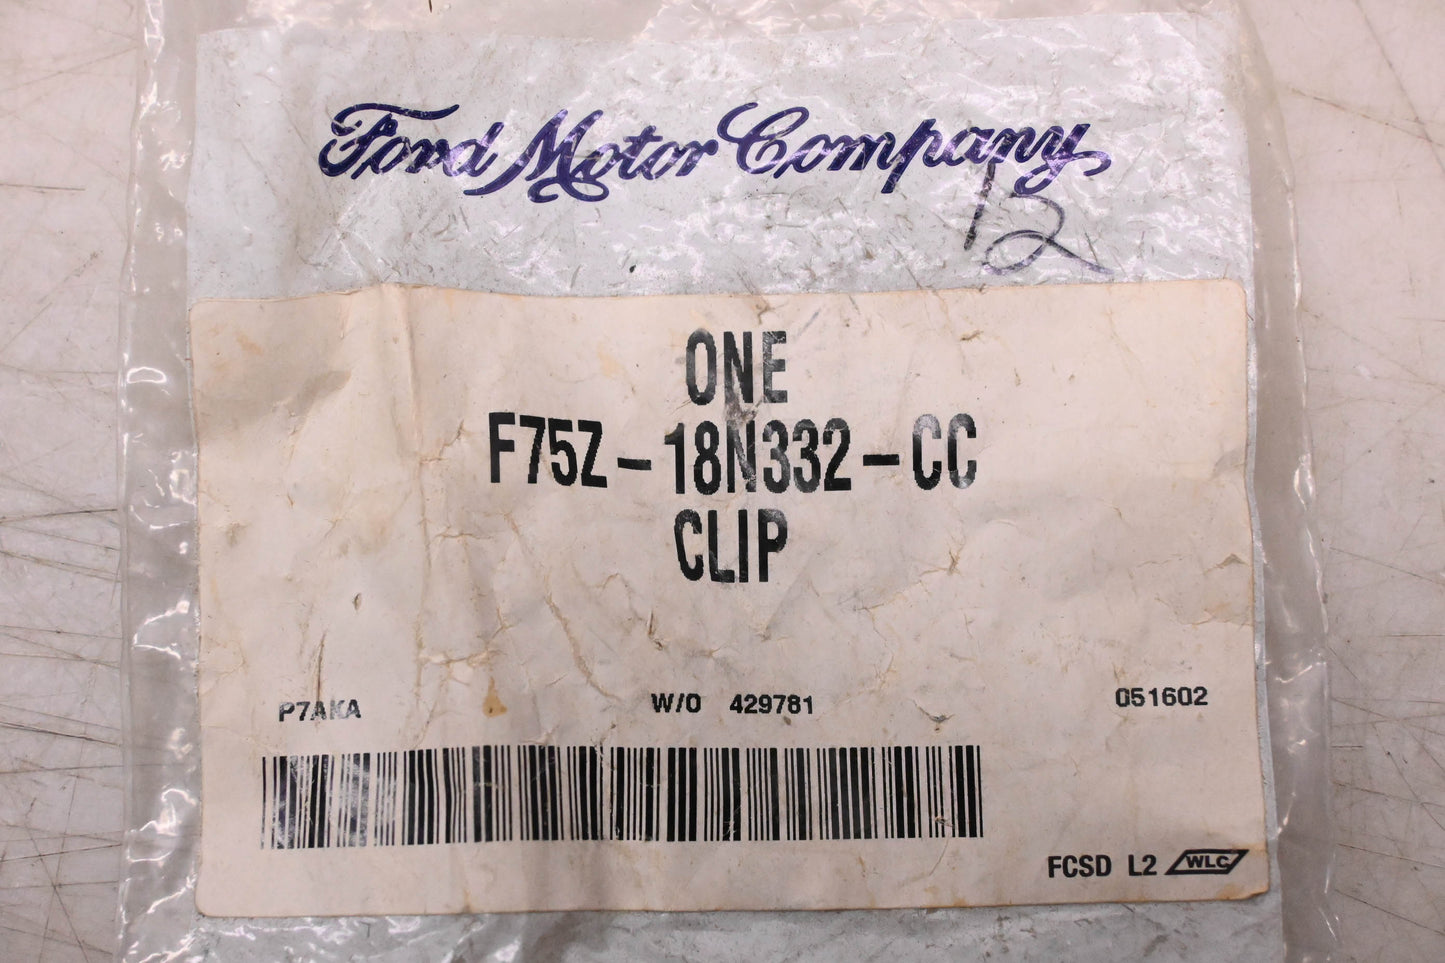 Ford Motor Company
12
ONE
F75Z-18N332-CC
CLIP
P7AKA W/O 429781 051602
FCSD L2 WLC